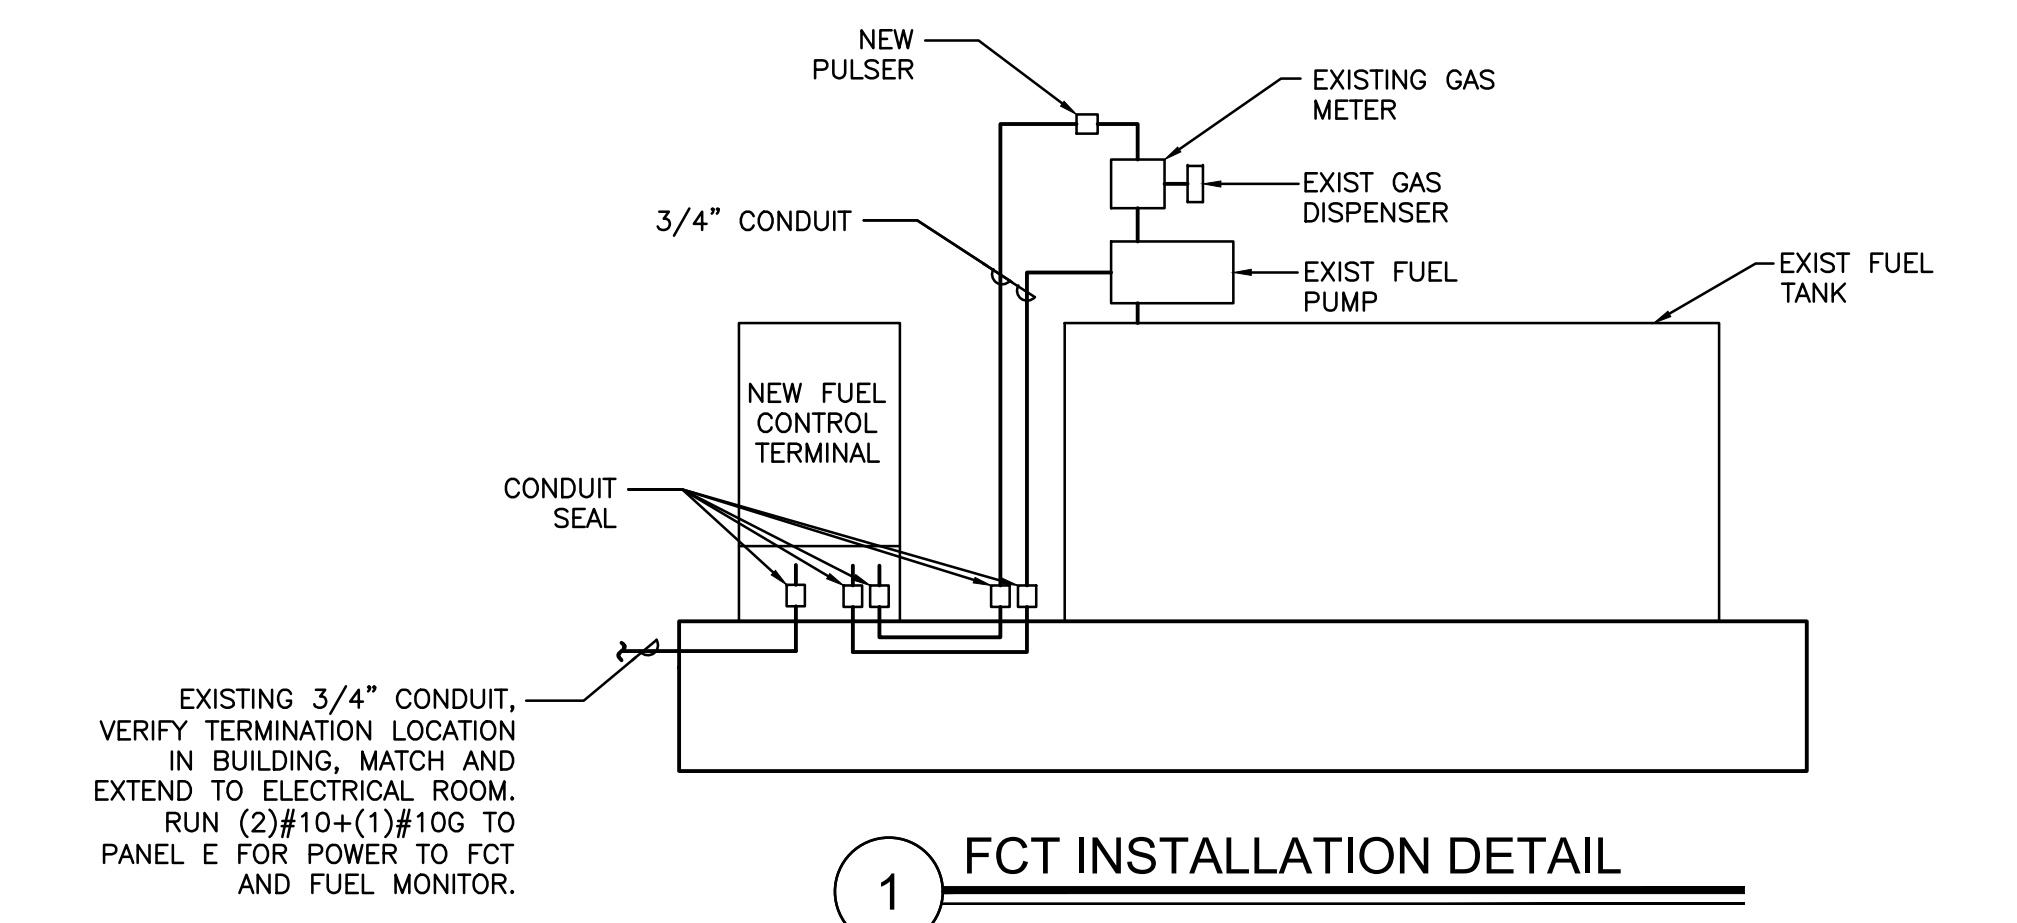 NEW
PULSER
EXISTING GAS
METER
EXIST GAS
DISPENSER
3/4" CONDUIT
EXIST FUEL
PUMP
EXIST FUEL
TANK
NEW FUEL
CONTROL
TERMINAL
CONDUIT
SEAL
EXISTING 3/4" CONDUIT,
VERIFY TERMINATION LOCATION
IN BUILDING, MATCH AND
EXTEND TO ELECTRICAL ROOM.
RUN (2)#10+(1)#10G TO
PANEL E FOR POWER TO FCT
AND FUEL MONITOR.
1
FCT INSTALLATION DETAIL